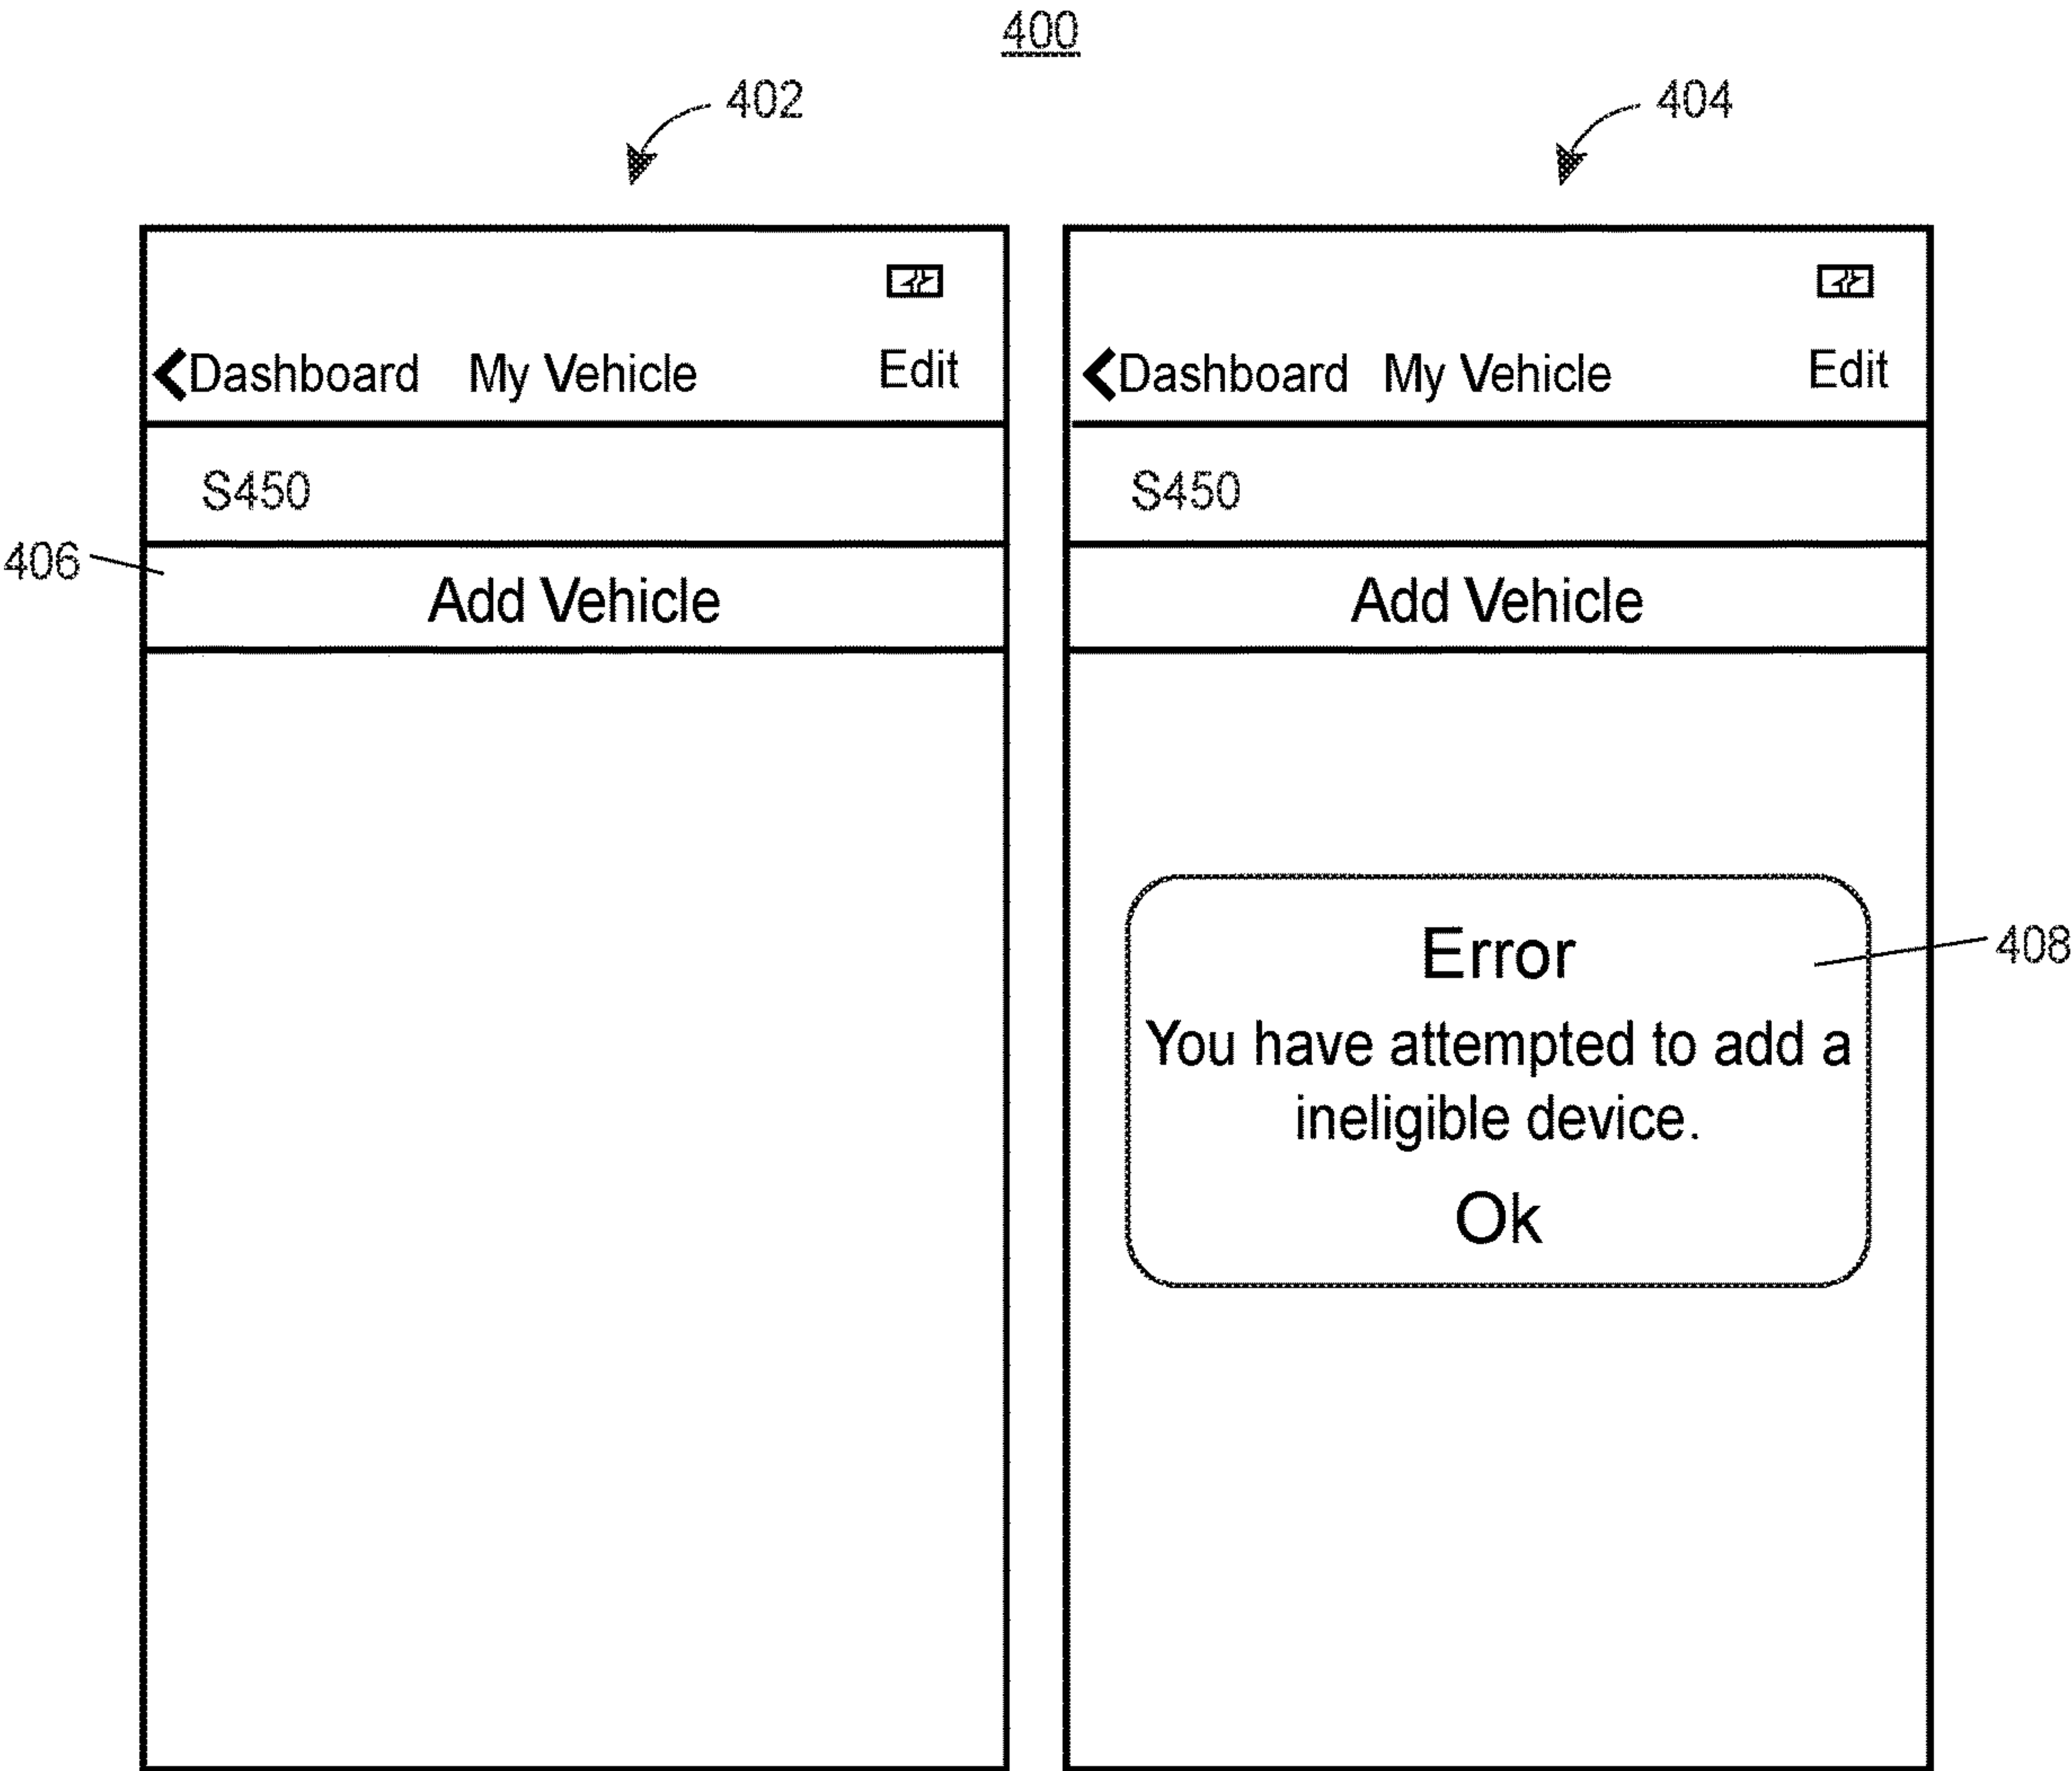 400
402
404
Dashboard My Vehicle Edit
S450
406
Add Vehicle
Dashboard My Vehicle Edit
S450
Add Vehicle
Error
You have attempted to add a
ineligible device.
Ok
408